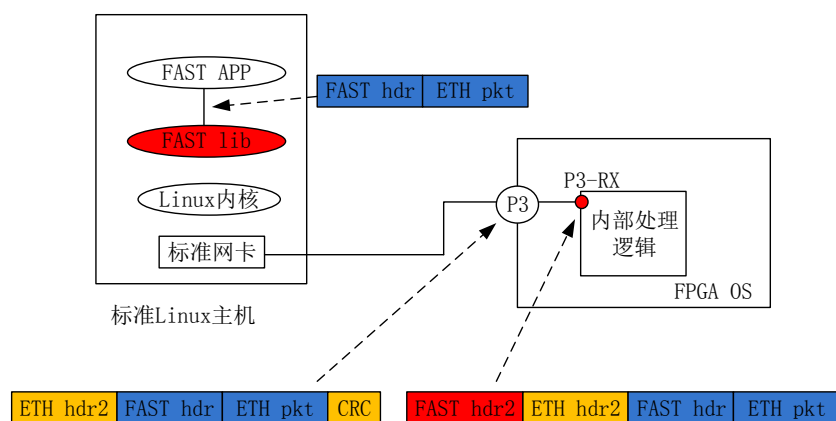 FAST APP
FAST hdr ETH pkt
FAST lib
Linux内核
标准网卡
标准Linux主机
P3
P3-RX
内部处理
逻辑
FPGA OS
ETH hdr2 FAST hdr ETH pkt CRC
FAST hdr2 ETH hdr2 FAST hdr ETH pkt